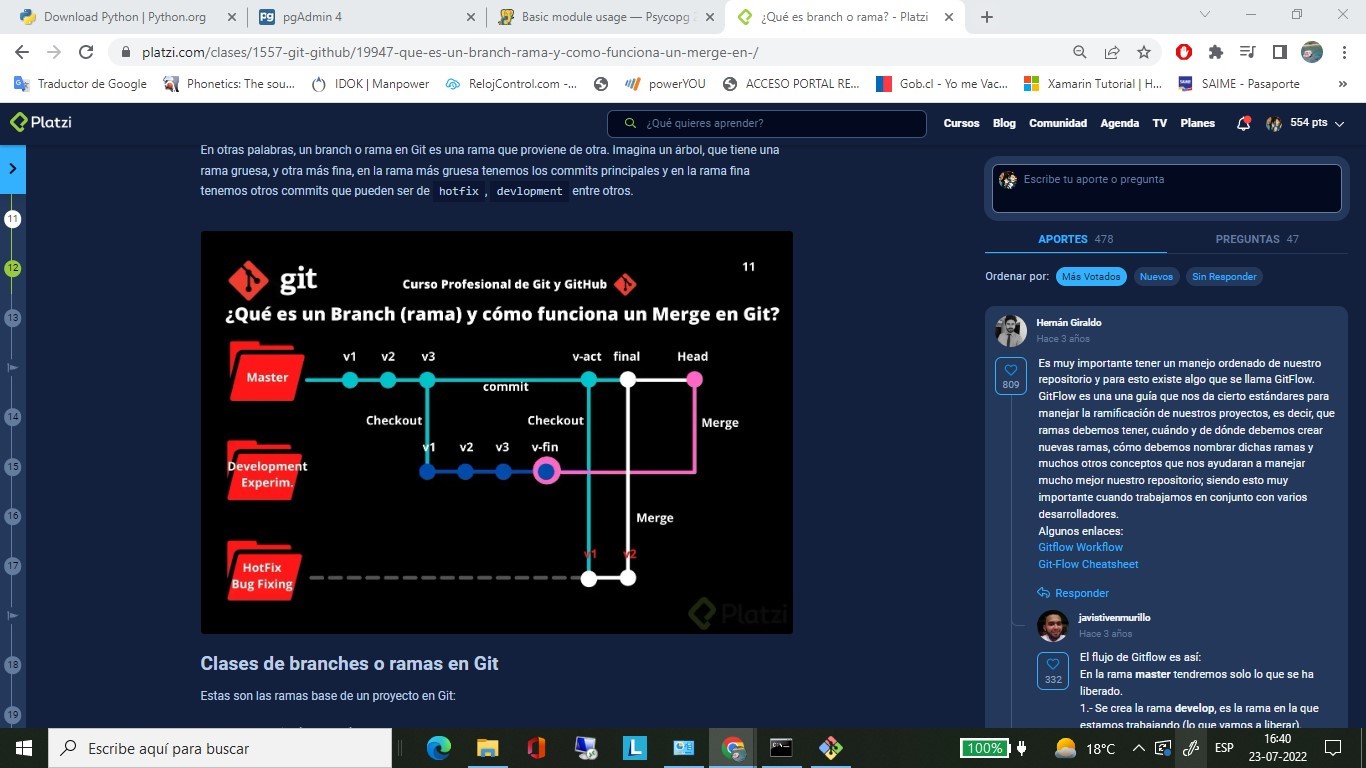 Download Python | Python.org
pgAdmin 4
Basic module usage — Psycopg
¿Qué es branch o rama? - Platzi
platzi.com/clases/1557-git-github/19947-que-es-un-branch-rama-y-como-funciona-un-merge-en-/
Traductor de Google
Phonetics: The sou...
IDOK | Manpower
RelojControl.com -...
powerYOU
ACCESO PORTAL RE...
Gob.cl - Yo me Vac...
Xamarin Tutorial | H...
SAIME - Pasaporte
»
Platzi
¿Qué quieres aprender?
Cursos
Blog
Comunidad
Agenda
TV
Planes
554 pts
En otras palabras, un branch o rama en Git es una rama que proviene de otra. Imagina un árbol, que tiene una
rama gruesa, y otra más fina, en la rama más gruesa tenemos los commits principales y en la rama fina
tenemos otros commits que pueden ser de hotfix , devlopment entre otros.
11
12
13
14
15
16
17
18
19
git
Curso Profesional de Git y GitHub
11
¿Qué es un Branch (rama) y cómo funciona un Merge en Git?
Master
v1
v2
v3
v-act
final
Head
commit
Checkout
Checkout
Merge
Development
Experim.
v1
v2
v3
v-fin
Merge
HotFix
Bug Fixing
v1
v2
Platzi
Clases de branches o ramas en Git
Estas son las ramas base de un proyecto en Git:
Escribe tu aporte o pregunta
APORTES 478
PREGUNTAS 47
Ordenar por:
Más Votados
Nuevos
Sin Responder
Hernán Giraldo
Hace 3 años
809
Es muy importante tener un manejo ordenado de nuestro
repositorio y para esto existe algo que se llama GitFlow.
GitFlow es una una guía que nos da cierto estándares para
manejar la ramificación de nuestros proyectos, es decir, que
ramas debemos tener, cuándo y de dónde debemos crear
nuevas ramas, cómo debemos nombrar dichas ramas y
muchos otros conceptos que nos ayudaran a manejar
mucho mejor nuestro repositorio; siendo esto muy
importante cuando trabajamos en conjunto con varios
desarrolladores.
Algunos enlaces:
Gitflow Workflow
Git-Flow Cheatsheet
Responder
javistivenmurillo
Hace 3 años
332
El flujo de Gitflow es así:
En la rama master tendremos solo lo que se ha
liberado.
1.- Se crea la rama develop, es la rama en la que
estamos trabajando (lo que vamos a liberar)
Escribe aquí para buscar
100%
18°C
ESP
16:40
23-07-2022